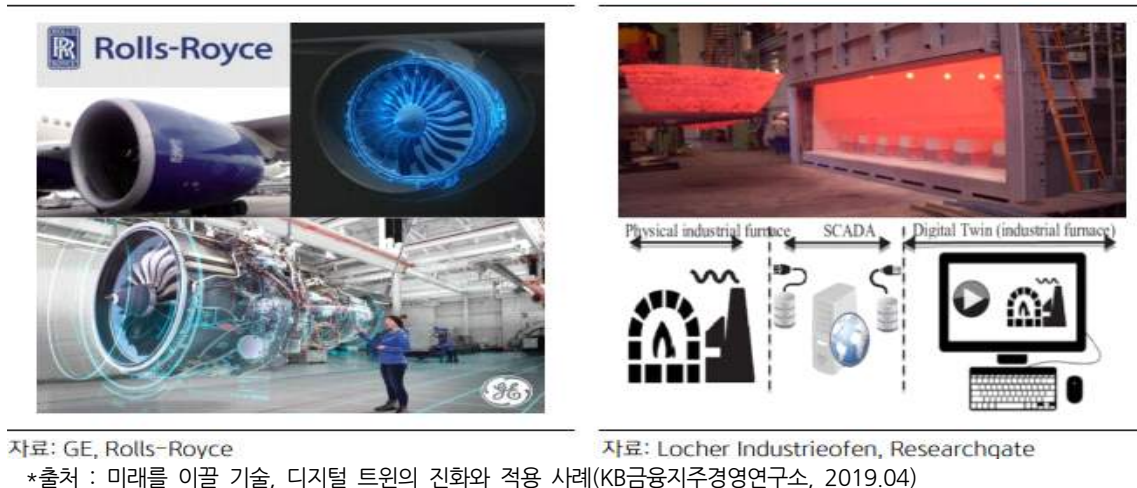 Rolls-Royce
Physical industrial furnace
SCADA
Digital Twin (industrial furnace)
자료: GE, Rolls-Royce
자료: Locher Industrieofen, Researchgate
*출처 : 미래를 이끌 기술, 디지털 트윈의 진화와 적용 사례(KB금융지주경영연구소, 2019.04)